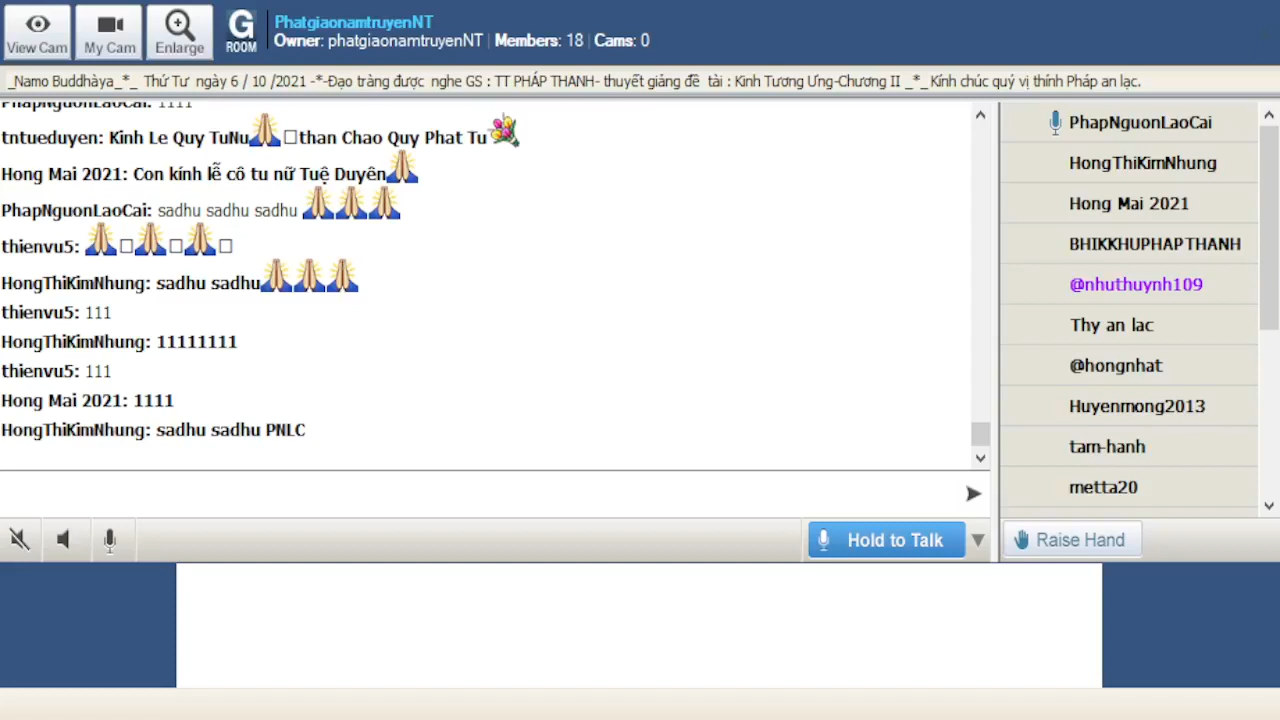 View Cam
My Cam
Enlarge
G
ROOM
PhatgiaonamtruyenNT
Owner: phatgiaonamtruyenNT | Members: 18 | Cams: 0
_Namo Buddhàya_*_ Thứ Tư ngày 6 / 10 /2021 -*-Đạo tràng được nghe GS : TT PHÁP THANH- thuyết giảng đề tài : Kinh Tương Ưng-Chương II _*_ Kính chúc quý vị thính Pháp an lạc.
PhapNguonLaoCai: 1111
tntueduyen: Kinh Le Quy TuNu🙏□than Chao Quy Phat Tu💐
Hong Mai 2021: Con kính lễ cô tu nữ Tuệ Duyên🙏
PhapNguonLaoCai: sadhu sadhu sadhu 🙏🙏🙏
thienvu5: 🙏□🙏□🙏□
HongThiKimNhung: sadhu sadhu🙏🙏🙏
thienvu5: 111
HongThiKimNhung: 11111111
thienvu5: 111
Hong Mai 2021: 1111
HongThiKimNhung: sadhu sadhu PNLC
Hold to Talk
PhapNguonLaoCai
HongThiKimNhung
Hong Mai 2021
BHIKKHUPHAPTHANH
@nhuthuynh109
Thy an lac
@hongnhat
Huyenmong2013
tam-hanh
metta20
Raise Hand